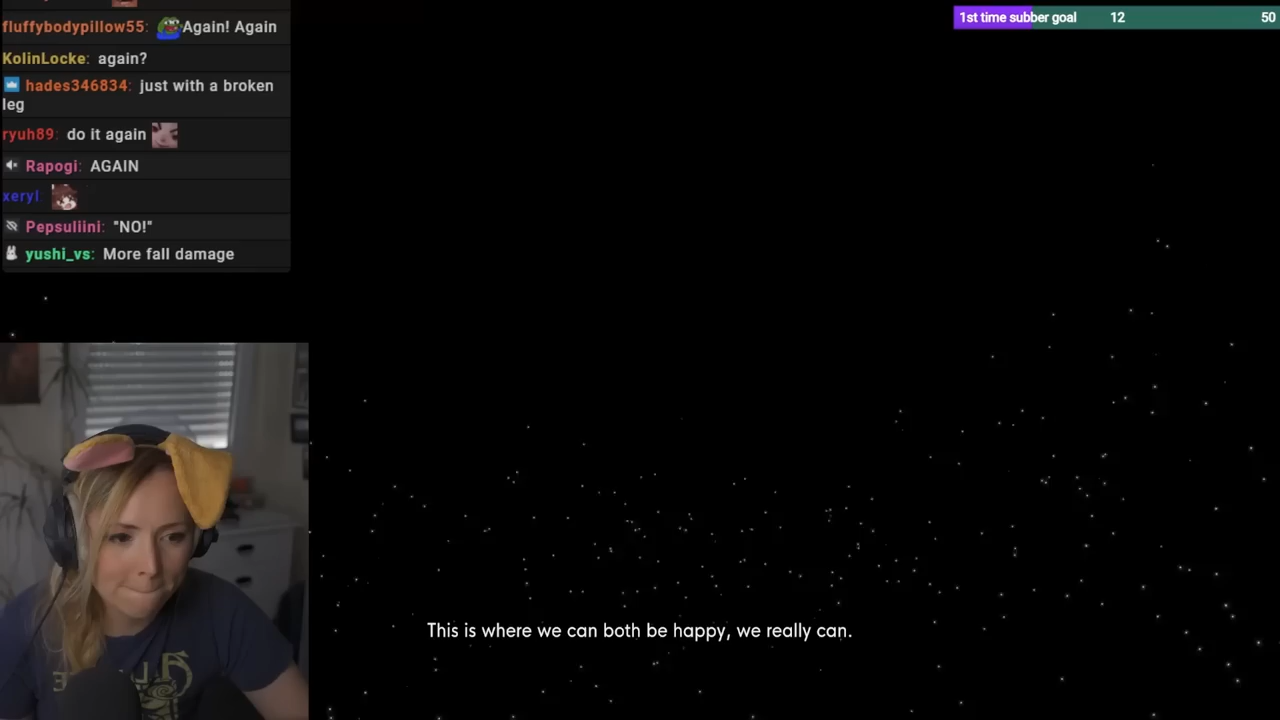 1st time subber goal 12 50
fluffybodypillow55: Again! Again
KolinLocke: again?
hades346834: just with a broken
leg
ryuh89: do it again
Rapogi: AGAIN
xeryl:
Pepsuliini: "NO!"
yushi_vs: More fall damage
This is where we can both be happy, we really can.